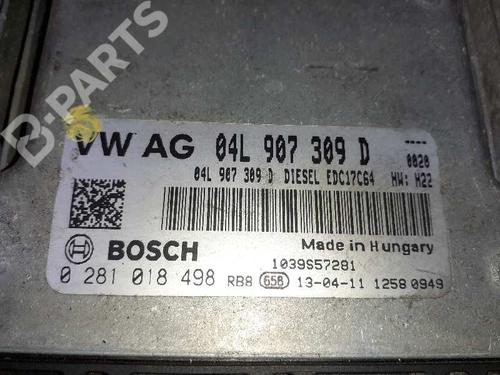 B-PARTS
VW AG 04L 907 309 D ----
04L 907 309 D DIESEL EDC17C64 0020
HW: H22
BOSCH
Made in Hungary
1039S57281
0 281 018 498 RB8 658 13-04-11 1258 0949